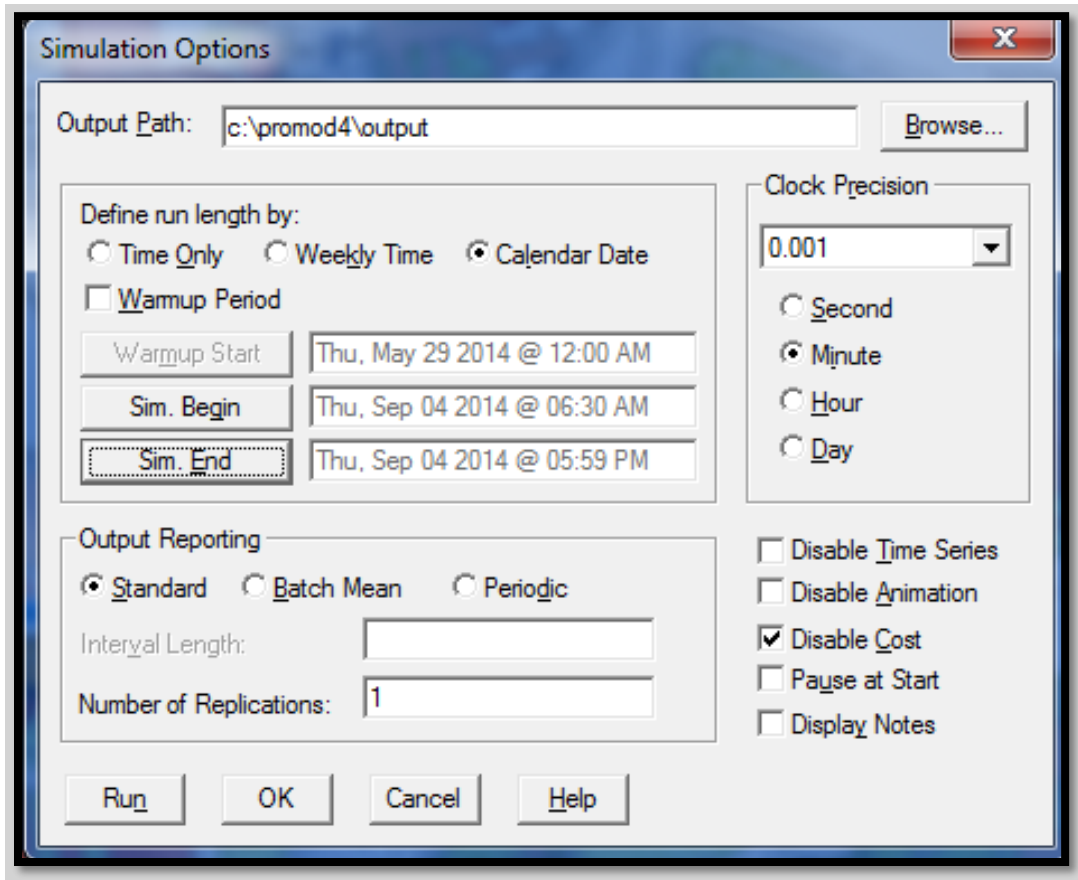 Simulation Options
Output Path: c:\promod4\output Browse...
Define run length by:
Time Only Weekly Time Calendar Date
Warmup Period
Warmup Start Thu, May 29 2014 @ 12:00 AM
Sim. Begin Thu, Sep 04 2014 @ 06:30 AM
Sim. End Thu, Sep 04 2014 @ 05:59 PM
Clock Precision
0.001
Second
Minute
Hour
Day
Output Reporting
Standard Batch Mean Periodic
Interval Length:
Number of Replications: 1
Disable Time Series
Disable Animation
Disable Cost
Pause at Start
Display Notes
Run OK Cancel Help